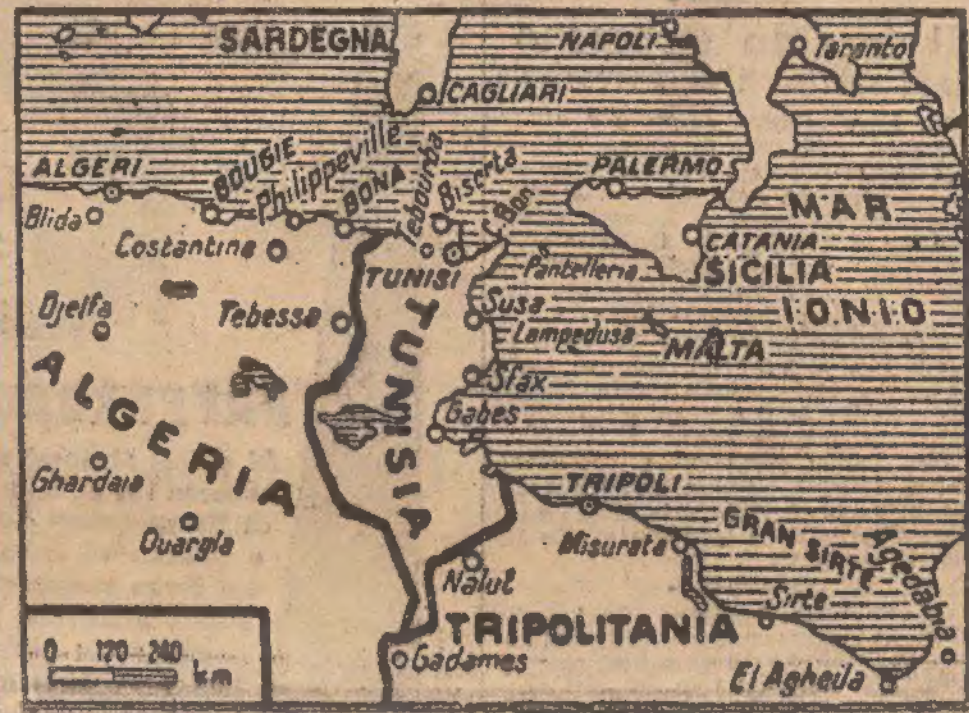 SARDEGNA
NAPOLI
Taranto
CAGLIARI
ALGERI
BOUGIE
Philippeville
BONA
Tebourba
Biserta
C. Bon
PALERMO
MAR
Blida
Costantina
TUNISI
Pantelleria
CATANIA
SICILIA
IONIO
Djelfa
Tebessa
Susa
Lampedusa
MALTA
TUNISIA
Sfax
ALGERIA
Gabes
Ghardaia
TRIPOLI
Ouargla
Misurata
GRAN SIRTE
Agedabia
Nalut
Sirte
TRIPOLITANIA
0 120 240
km
Gadames
El Agheila